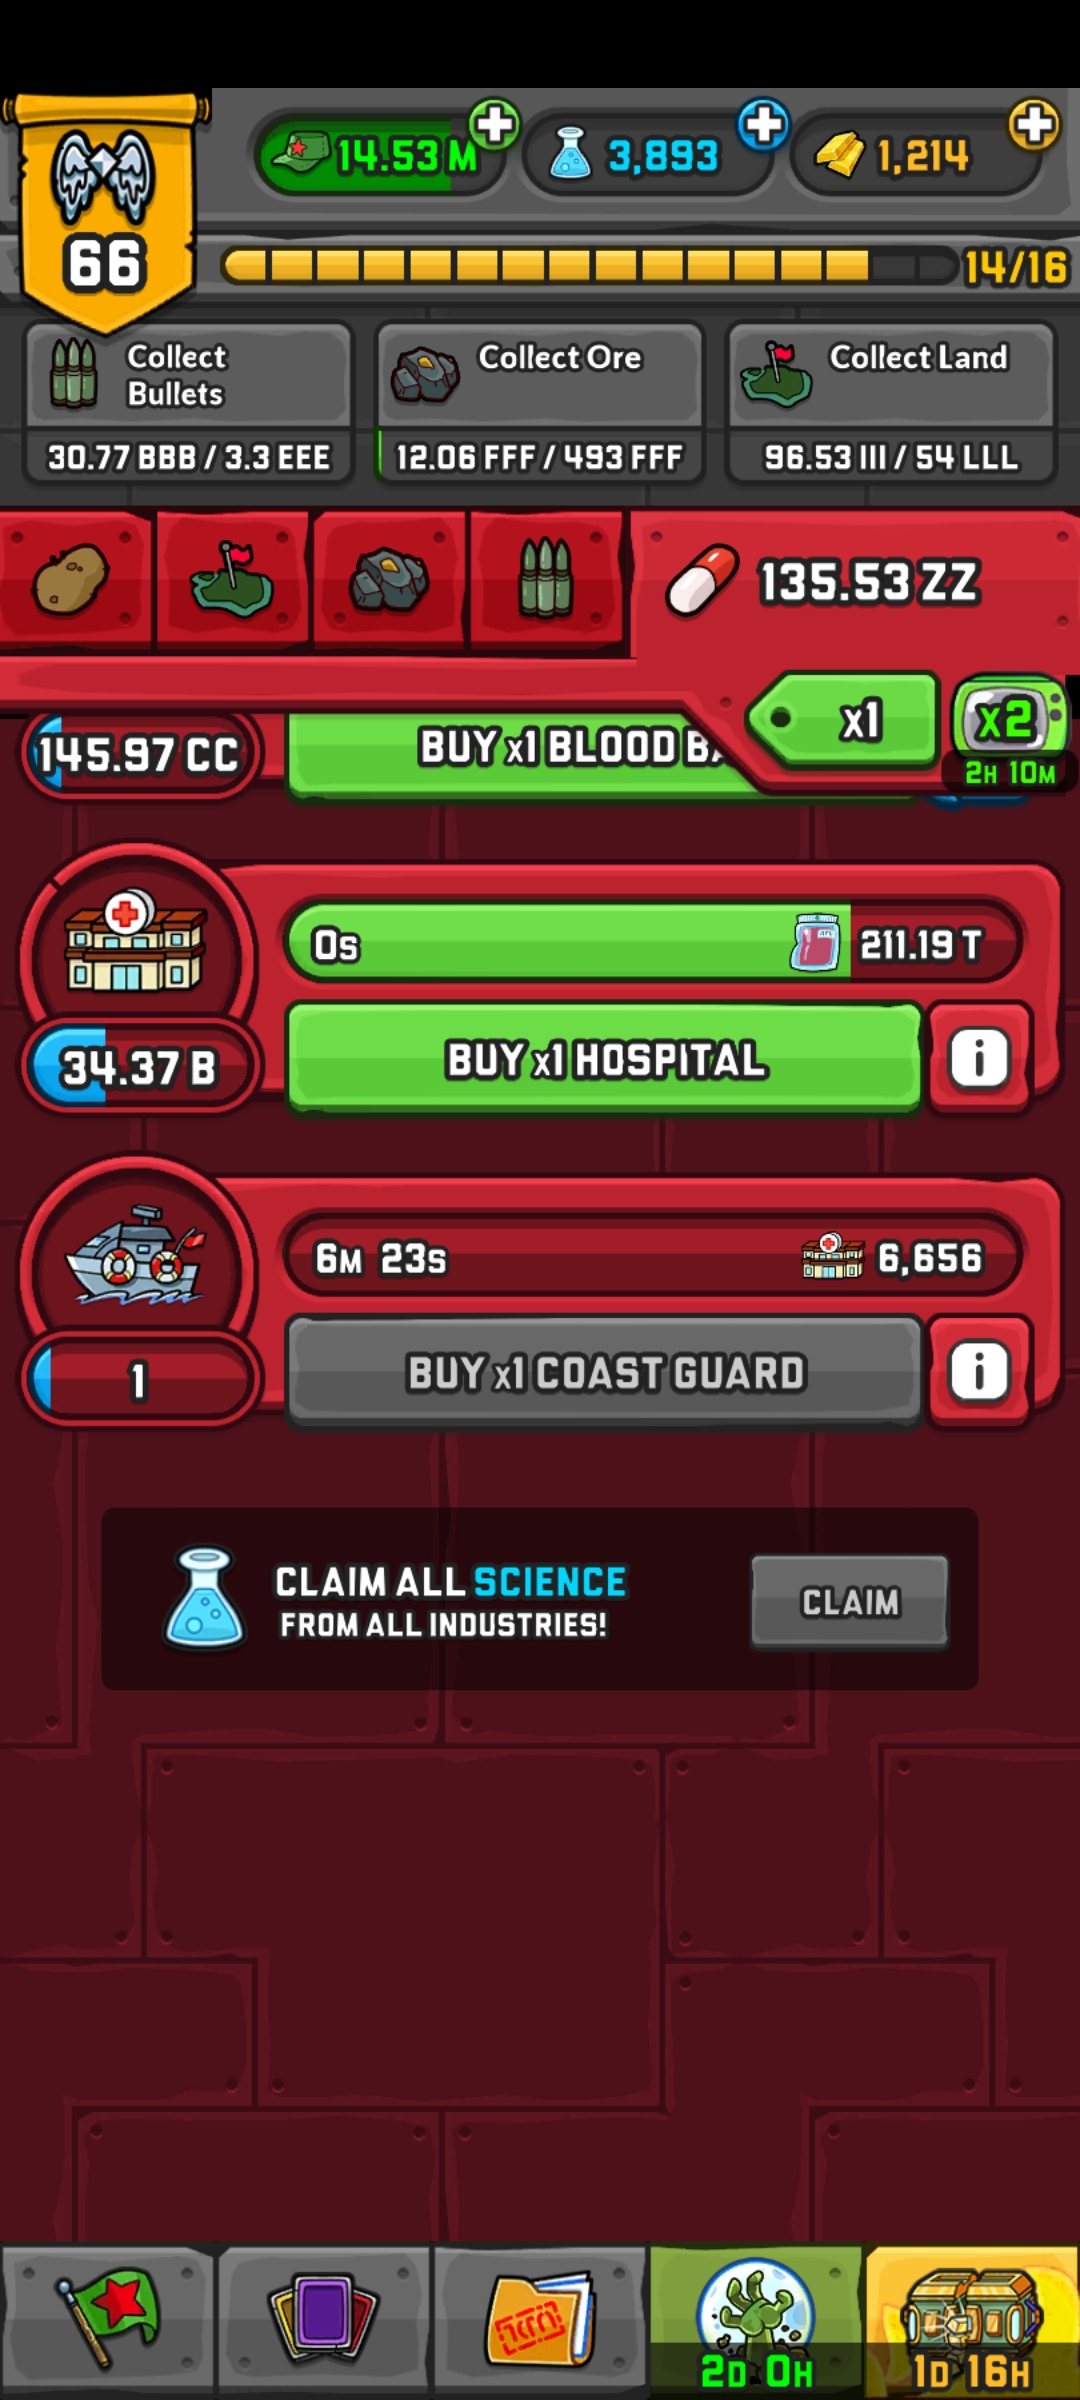 14.53 M
3,893
1,214
66
14/16
Collect
Bullets
30.77 BBB / 3.3 EEE
Collect Ore
12.06 FFF / 493 FFF
Collect Land
96.53 III / 54 LLL
135.53 ZZ
x1
x2
2H 10M
145.97 CC
BUY x1 BLOOD BA
0s
211.19 T
34.37 B
BUY x1 HOSPITAL
6M 23s
6,656
1
BUY x1 COAST GUARD
CLAIM ALL SCIENCE
FROM ALL INDUSTRIES!
CLAIM
2D 0H
1D 16H